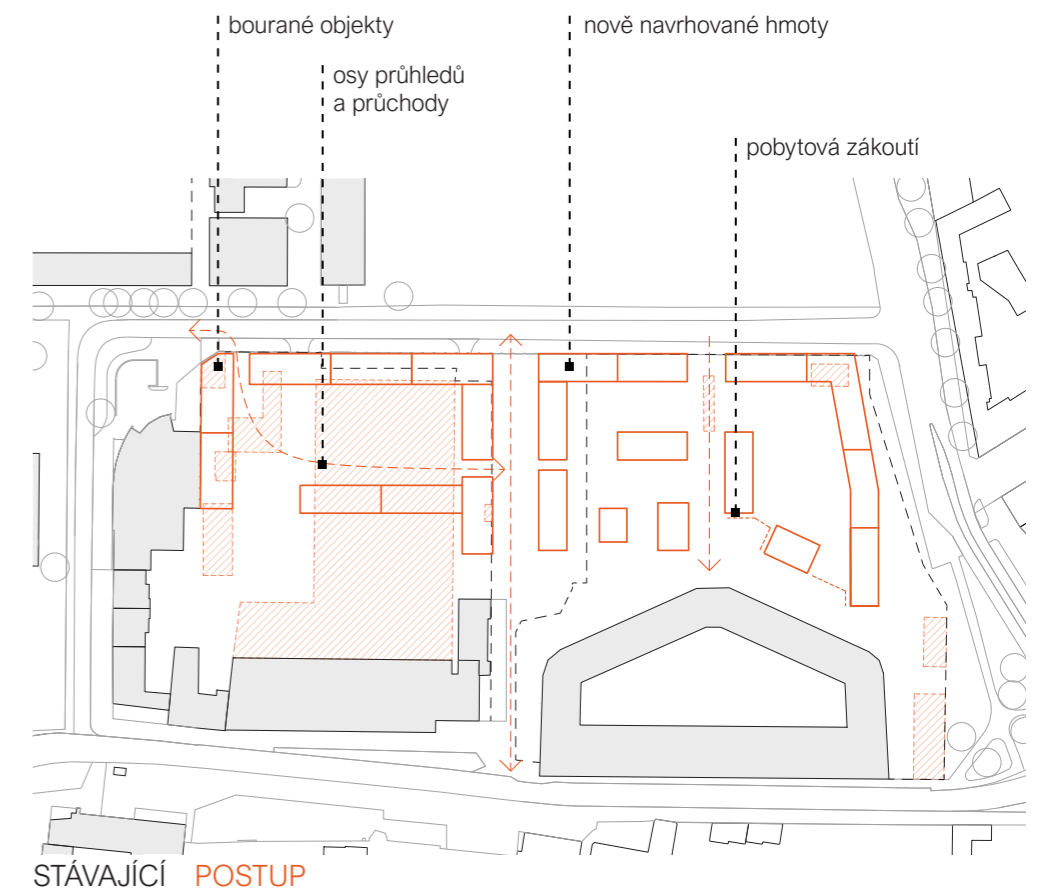 bourané objekty
nově navrhované hmoty
osy průhledů
a průchody
pobytová zákoutí
STÁVAJÍCÍ POSTUP